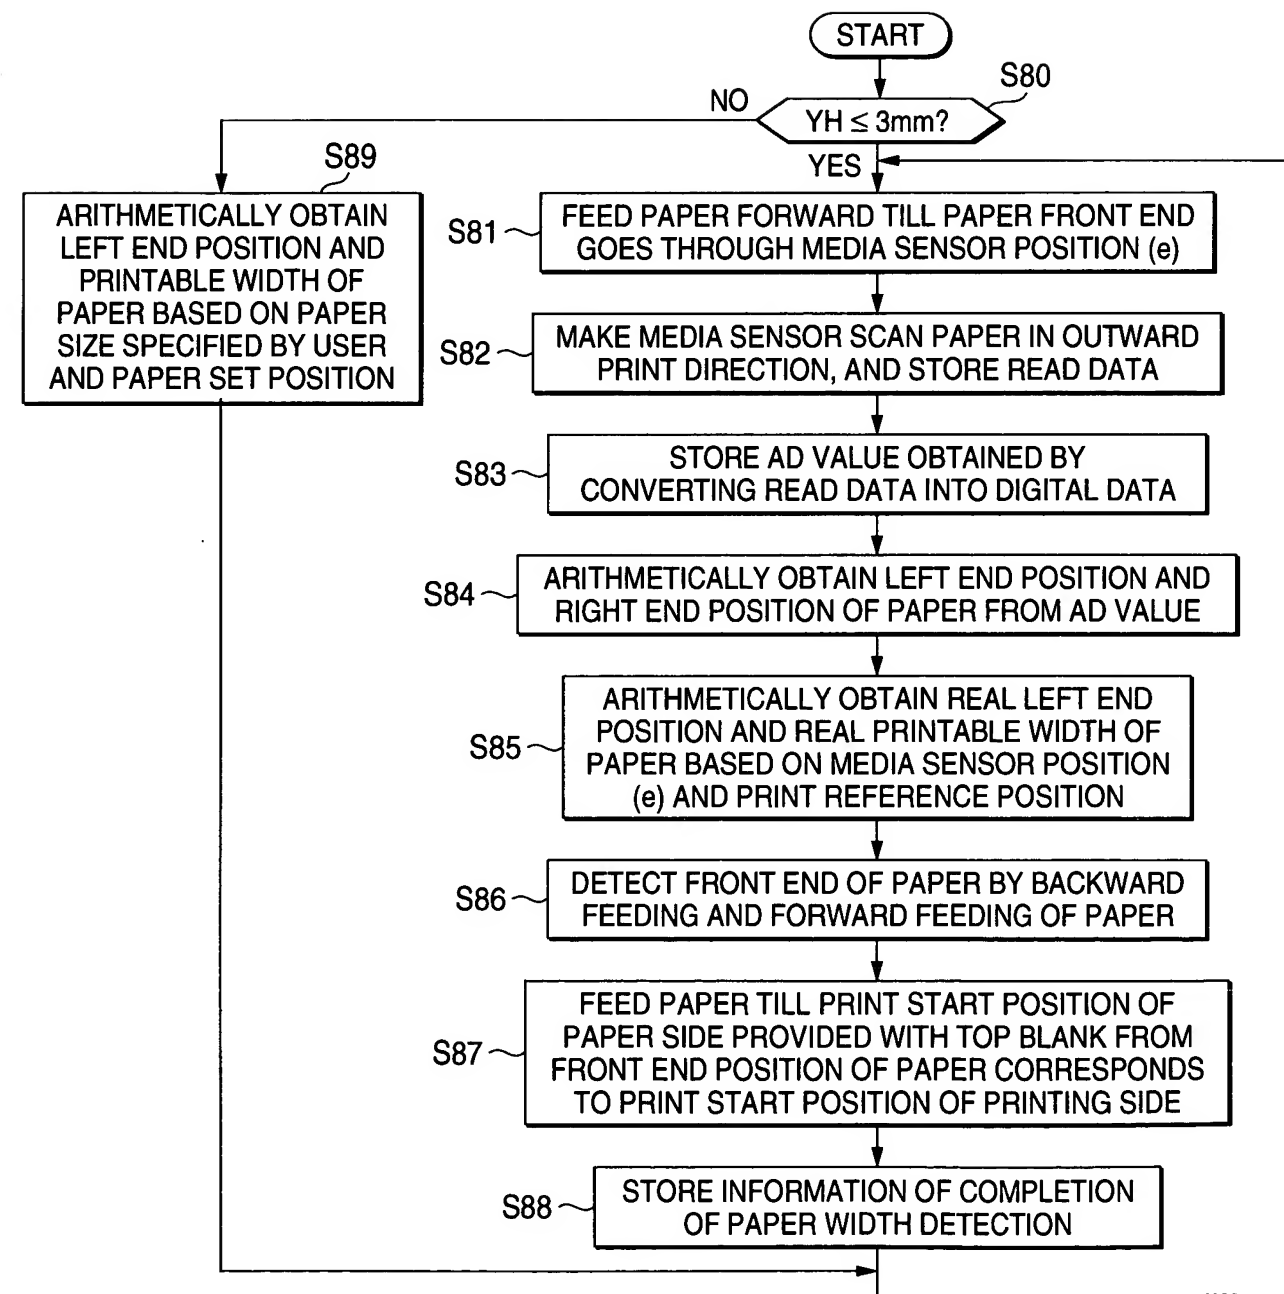 START
S80
NO
YH ≤ 3mm?
YES
S89
ARITHMETICALLY OBTAIN
LEFT END POSITION AND
PRINTABLE WIDTH OF
PAPER BASED ON PAPER
SIZE SPECIFIED BY USER
AND PAPER SET POSITION
S81
FEED PAPER FORWARD TILL PAPER FRONT END
GOES THROUGH MEDIA SENSOR POSITION (e)
S82
MAKE MEDIA SENSOR SCAN PAPER IN OUTWARD
PRINT DIRECTION, AND STORE READ DATA
S83
STORE AD VALUE OBTAINED BY
CONVERTING READ DATA INTO DIGITAL DATA
S84
ARITHMETICALLY OBTAIN LEFT END POSITION AND
RIGHT END POSITION OF PAPER FROM AD VALUE
S85
ARITHMETICALLY OBTAIN REAL LEFT END
POSITION AND REAL PRINTABLE WIDTH OF
PAPER BASED ON MEDIA SENSOR POSITION
(e) AND PRINT REFERENCE POSITION
S86
DETECT FRONT END OF PAPER BY BACKWARD
FEEDING AND FORWARD FEEDING OF PAPER
S87
FEED PAPER TILL PRINT START POSITION OF
PAPER SIDE PROVIDED WITH TOP BLANK FROM
FRONT END POSITION OF PAPER CORRESPONDS
TO PRINT START POSITION OF PRINTING SIDE
S88
STORE INFORMATION OF COMPLETION
OF PAPER WIDTH DETECTION